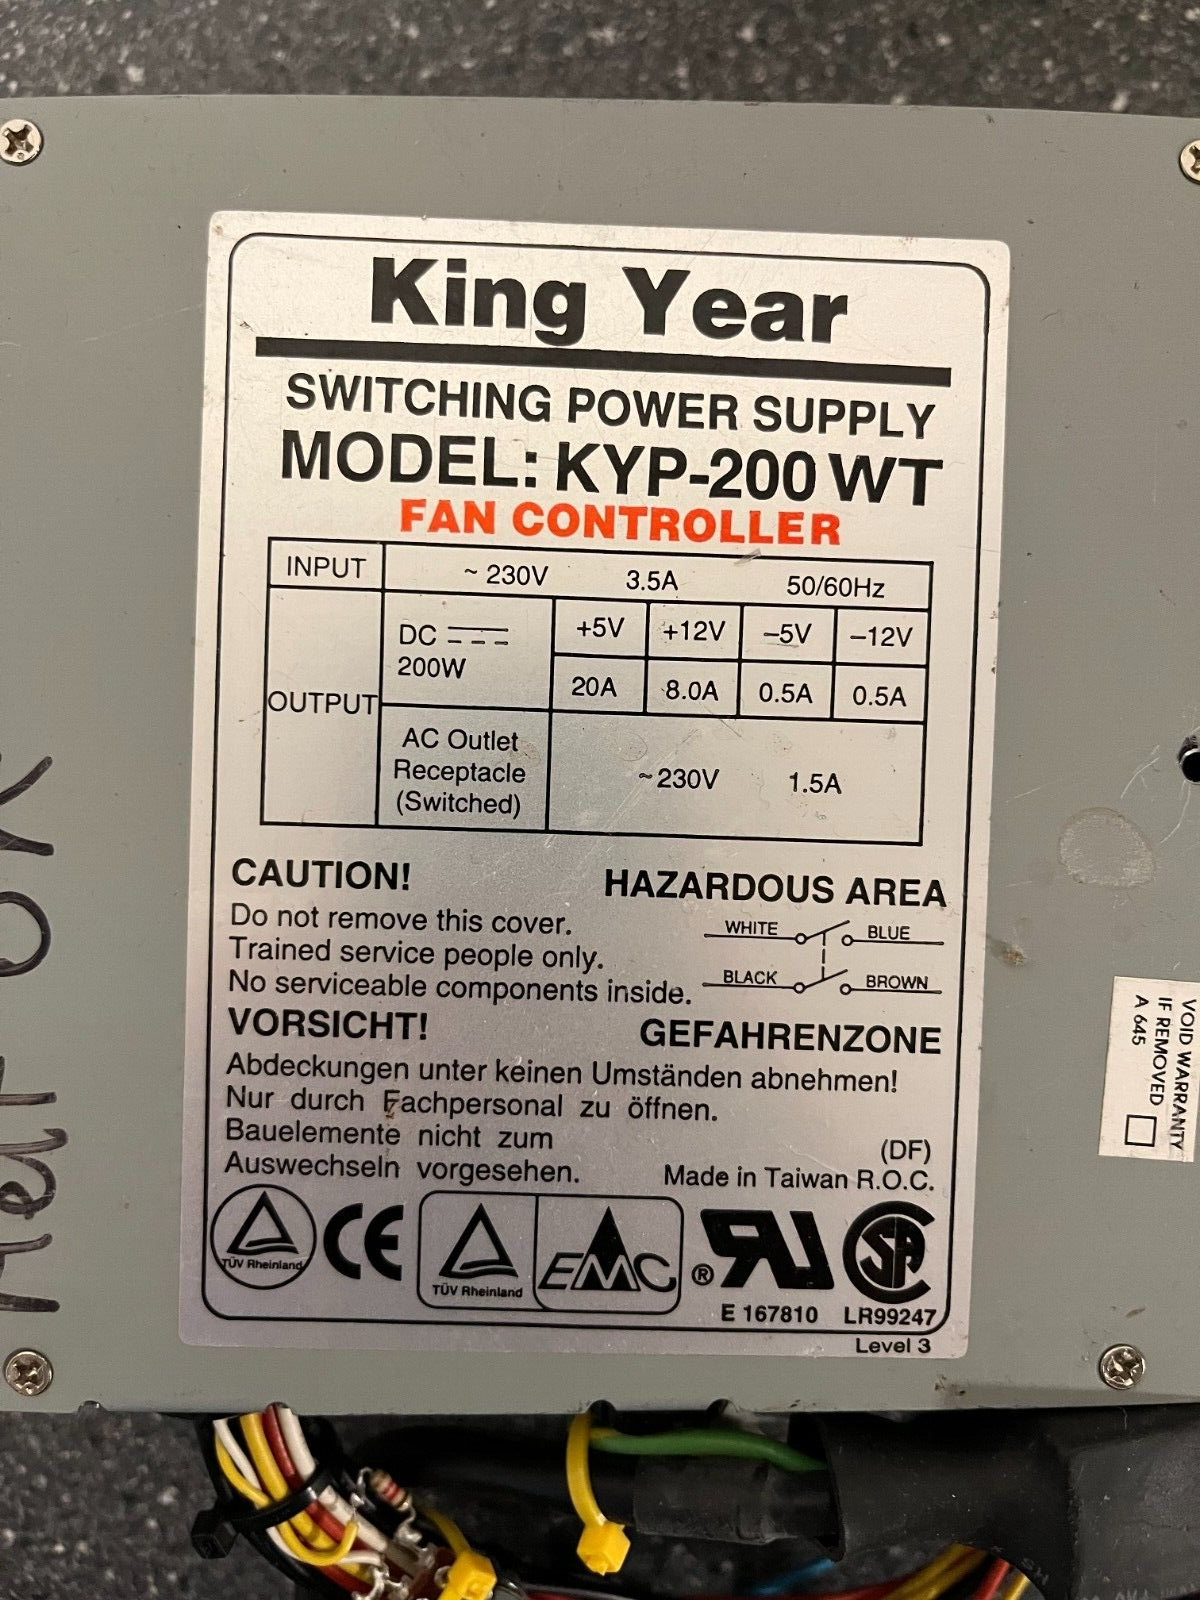 King Year
SWITCHING POWER SUPPLY
MODEL: KYP-200 WT
FAN CONTROLLER
INPUT ~ 230V 3.5A 50/60Hz
OUTPUT
DC 200W
+5V +12V –5V –12V
20A 8.0A 0.5A 0.5A
AC Outlet
Receptacle
(Switched)
~230V 1.5A
CAUTION!
Do not remove this cover.
Trained service people only.
No serviceable components inside.
HAZARDOUS AREA
WHITE BLUE
BLACK BROWN
VORSICHT! GEFAHRENZONE
Abdeckungen unter keinen Umständen abnehmen!
Nur durch Fachpersonal zu öffnen.
Bauelemente nicht zum
Auswechseln vorgesehen.
(DF)
Made in Taiwan R.O.C.
TÜV Rheinland
CE
TÜV Rheinland
EMC
® RU
E 167810
SA
LR99247
Level 3
VOID WARRANTY
IF REMOVED
A 645
OK